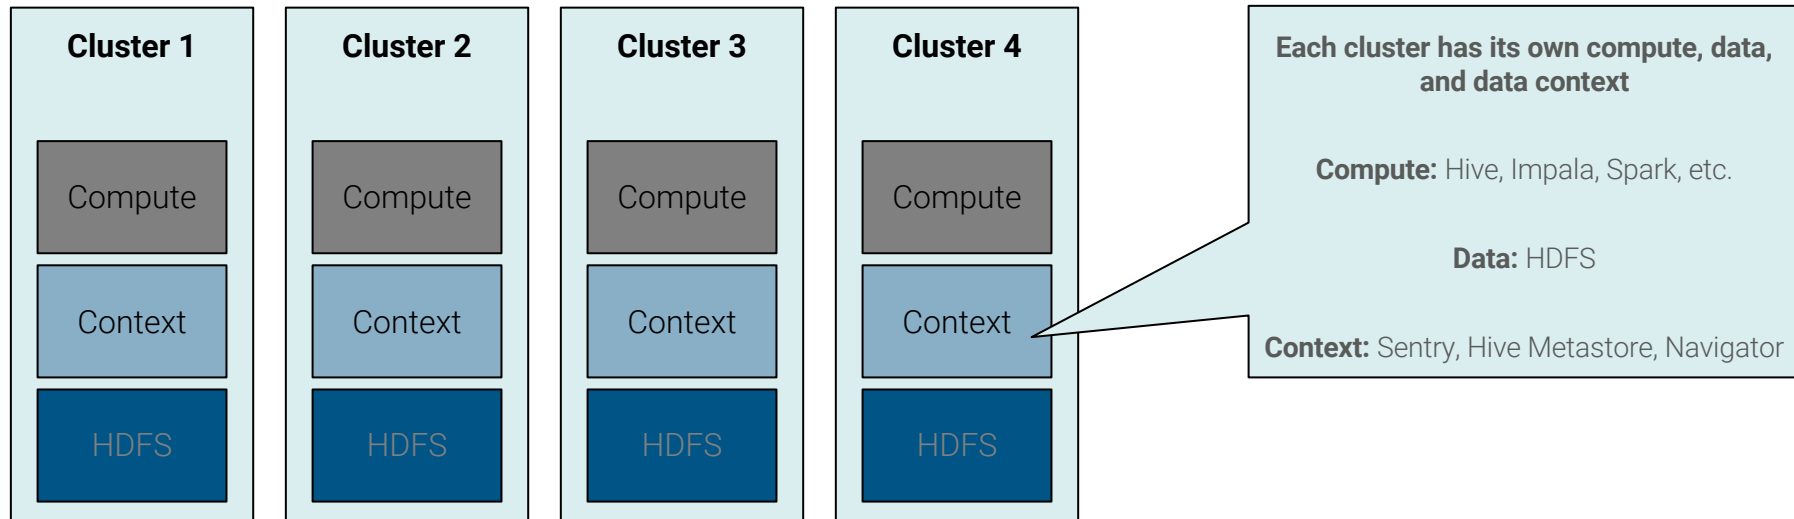 Cluster 1
Compute
Context
HDFS
Cluster 2
Compute
Context
HDFS
Cluster 3
Compute
Context
HDFS
Cluster 4
Compute
Context
HDFS
Each cluster has its own compute, data,
and data context
Compute: Hive, Impala, Spark, etc.
Data: HDFS
Context: Sentry, Hive Metastore, Navigator